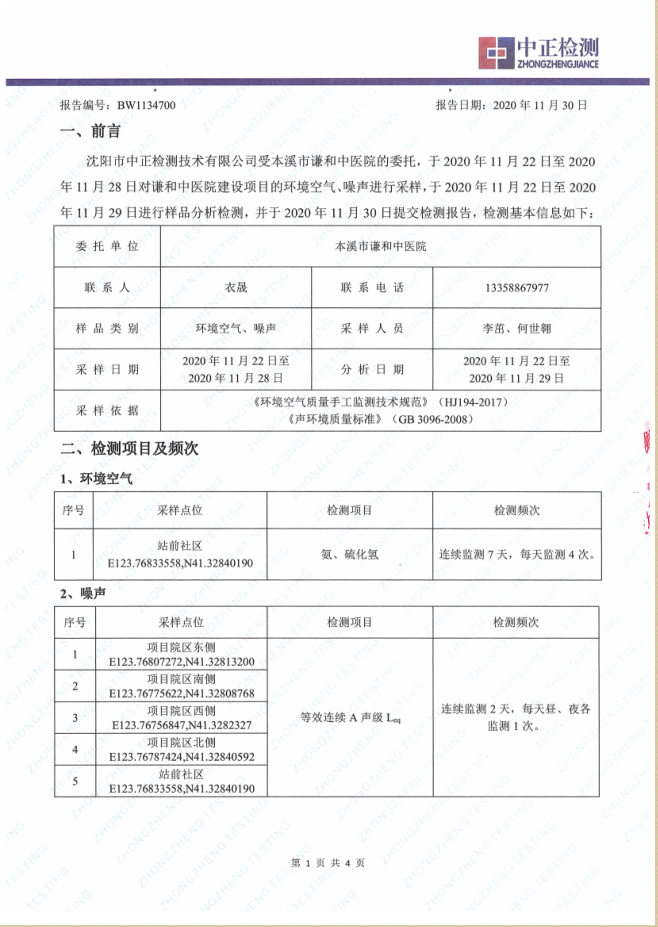 中正检测
ZHONGZHENGJIANCE
报告编号：BW1134700 报告日期：2020 年 11 月 30 日
一、前言
沈阳市中正检测技术有限公司受本溪市谦和中医院的委托，于 2020 年 11 月 22 日至 2020
年 11 月 28 日对谦和中医院建设项目的环境空气、噪声进行采样，于 2020 年 11 月 22 日至 2020
年 11 月 29 日进行样品分析检测，并于 2020 年 11 月 30 日提交检测报告，检测基本信息如下：
委托单位 本溪市谦和中医院
联系人 衣晟 联系电话 13358867977
样品类别 环境空气、噪声 采样人员 李茁、何世翱
采样日期 2020 年 11 月 22 日至 分析日期 2020 年 11 月 22 日至
2020 年 11 月 28 日 2020 年 11 月 29 日
采样依据 《环境空气质量手工监测技术规范》（HJ194-2017）
《声环境质量标准》（GB 3096-2008）
二、检测项目及频次
1、环境空气
序号 采样点位 检测项目 检测频次
1 站前社区 氨、硫化氢 连续监测 7 天，每天监测 4 次。
E123.76833558,N41.32840190
2、噪声
序号 采样点位 检测项目 检测频次
1 项目院区东侧
E123.76807272,N41.32813200
2 项目院区南侧
E123.76775622,N41.32808768
3 项目院区西侧
E123.76756847,N41.3282327
等效连续 A 声级 Leq 连续监测 2 天，每天昼、夜各
监测 1 次。
4 项目院区北侧
E123.76787424,N41.32840592
5 站前社区
E123.76833558,N41.32840190
第 1 页 共 4 页